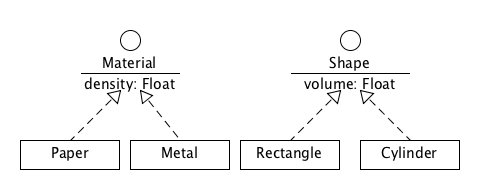 Material
density: Float
Shape
volume: Float
Paper
Metal
Rectangle
Cylinder